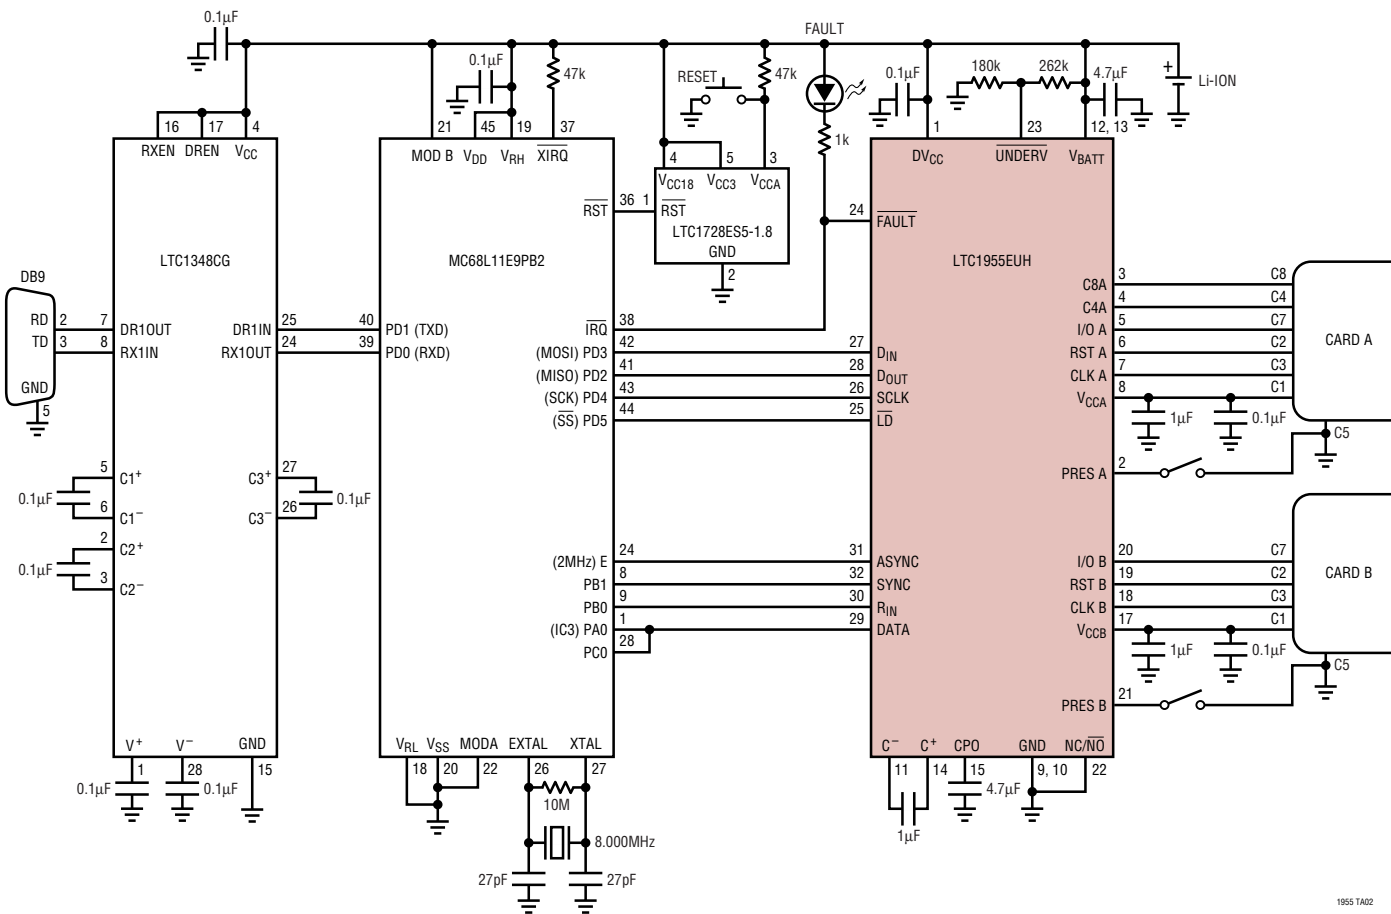 0.1µF
FAULT
Li-ION
+
0.1µF
47k
RESET
47k
1k
0.1µF
180k
262k
4.7µF
16 17 4
RXEN DREN VCC
21 45 19 37
MOD B VDD VRH XIRQ
4 5 3
VCC18 VCC3 VCCA
1 23 12, 13
DVCC UNDERV VBATT
RST 36 1 RST
LTC1728ES5-1.8
GND
2
24 FAULT
LTC1348CG
MC68L11E9PB2
LTC1955EUH
DB9
RD 2 7 DR1OUT
TD 3 8 RX1IN
GND
5
DR1IN 25 40 PD1 (TXD)
RX1OUT 24 39 PD0 (RXD)
IRQ 38
(MOSI) PD3 42 27 DIN
(MISO) PD2 41 28 DOUT
(SCK) PD4 43 26 SCLK
(SS) PD5 44 25 LD
C8A 3 C8
C4A 4 C4
I/O A 5 C7
RST A 6 C2
CLK A 7 C3
VCCA 8 C1
CARD A
1µF
0.1µF
C5
PRES A 2
5 C1+
0.1µF
6 C1–
2 C2+
0.1µF
3 C2–
C3+ 27
0.1µF
C3– 26
(2MHz) E 24 31 ASYNC
PB1 8 32 SYNC
PB0 9 30 RIN
(IC3) PA0 1 29 DATA
PC0 28
I/O B 20 C7
RST B 19 C2
CLK B 18 C3
VCCB 17 C1
CARD B
1µF
0.1µF
C5
PRES B 21
V+ V– GND
1 28 15
0.1µF
0.1µF
VRL VSS MODA EXTAL XTAL
18 20 22 26 27
10M
8.000MHz
27pF
27pF
C– C+ CPO GND NC/NO
11 14 15 9, 10 22
1µF
4.7µF
1955 TA02